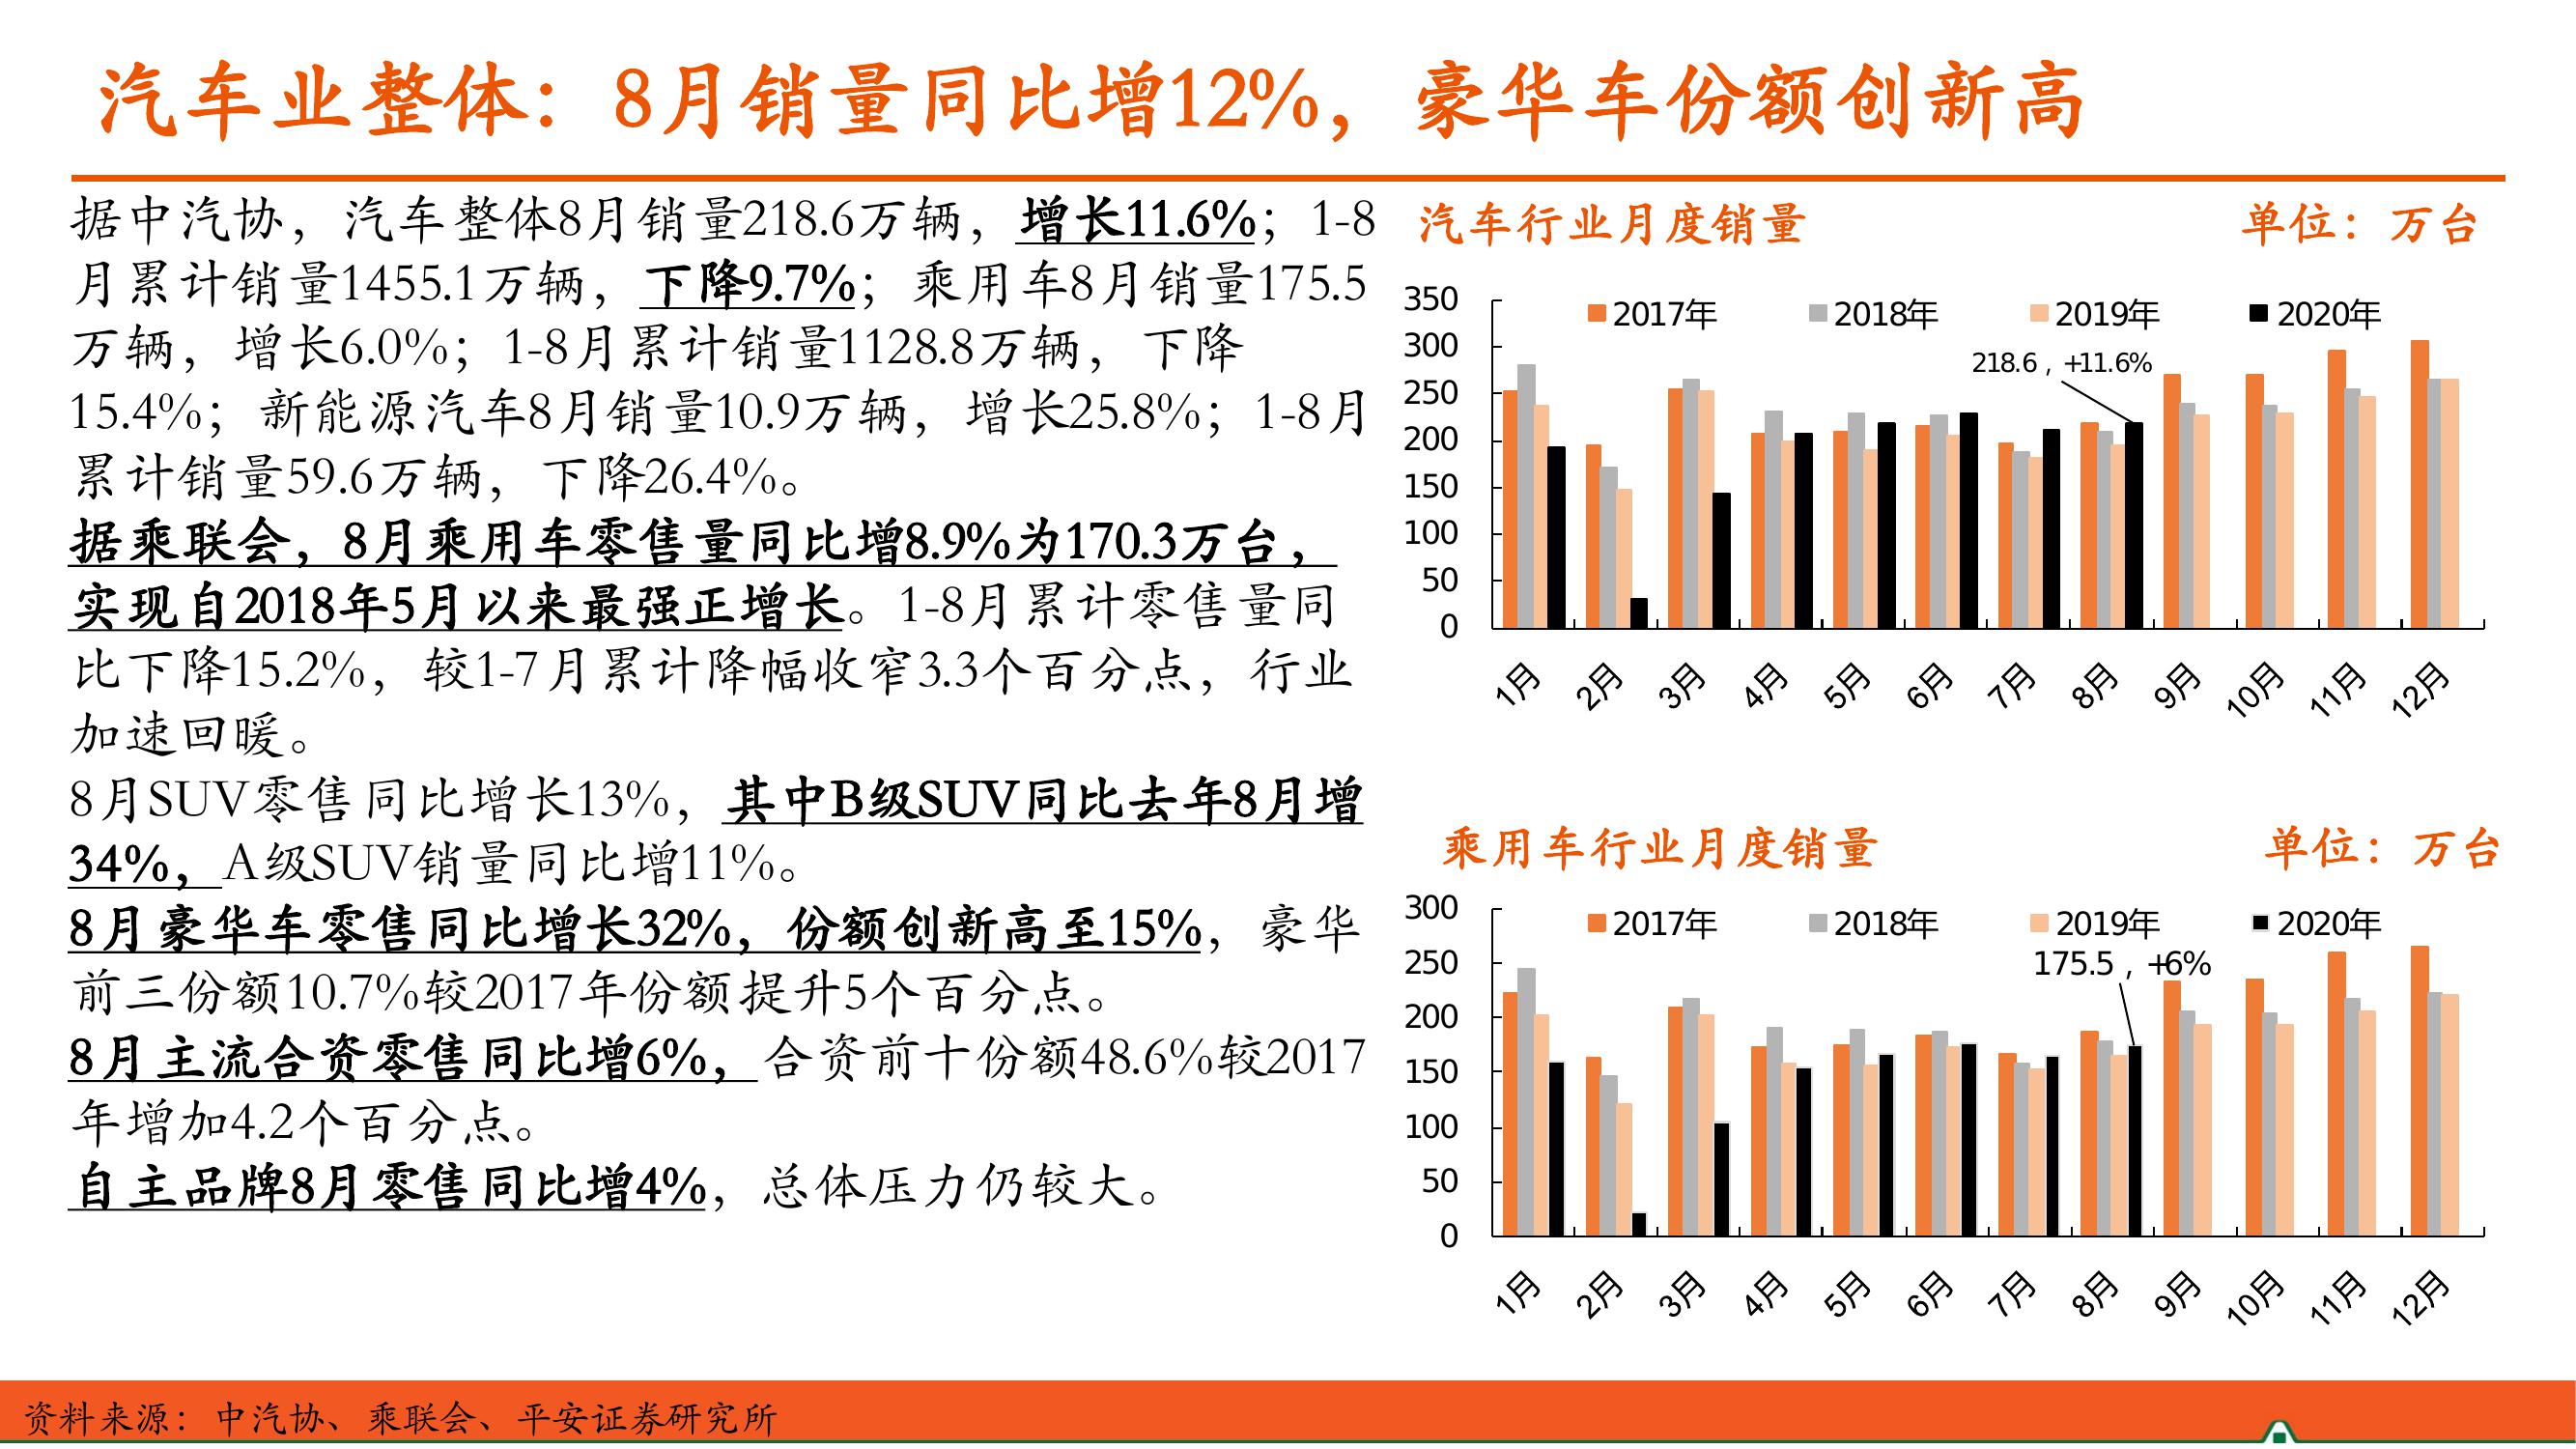 汽车业整体：8月销量同比增12%，豪华车份额创新高
据中汽协，汽车整体8月销量218.6万辆，增长11.6%；1-8
月累计销量1455.1万辆，下降9.7%；乘用车8月销量175.5
万辆，增长6.0%；1-8月累计销量1128.8万辆，下降
15.4%；新能源汽车8月销量10.9万辆，增长25.8%；1-8月
累计销量59.6万辆，下降26.4%。
据乘联会，8月乘用车零售量同比增8.9%为170.3万台，
实现自2018年5月以来最强正增长。1-8月累计零售量同
比下降15.2%，较1-7月累计降幅收窄3.3个百分点，行业
加速回暖。
8月SUV零售同比增长13%，其中B级SUV同比去年8月增
34%，A级SUV销量同比增11%。
8月豪华车零售同比增长32%，份额创新高至15%，豪华
前三份额10.7%较2017年份额提升5个百分点。
8月主流合资零售同比增6%，合资前十份额48.6%较2017
年增加4.2个百分点。
自主品牌8月零售同比增4%，总体压力仍较大。
汽车行业月度销量 单位：万台
350
300
250
200
150
100
50
0
2017年 2018年 2019年 2020年
218.6，+11.6%
1月 2月 3月 4月 5月 6月 7月 8月 9月 10月 11月 12月
乘用车行业月度销量 单位：万台
300
250
200
150
100
50
0
2017年 2018年 2019年 2020年
175.5，+6%
1月 2月 3月 4月 5月 6月 7月 8月 9月 10月 11月 12月
资料来源：中汽协、乘联会、平安证券研究所